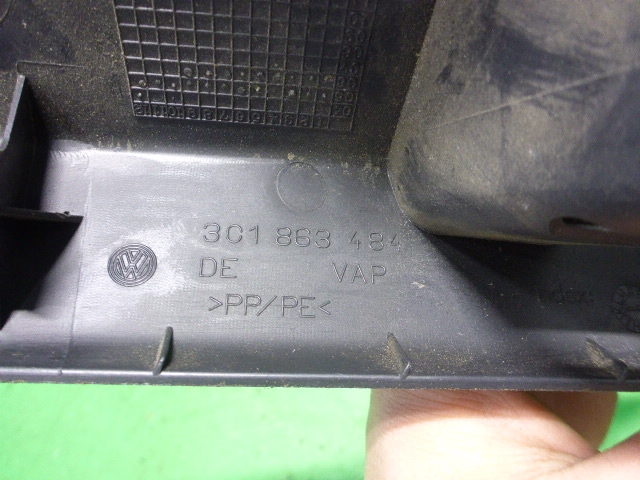 3C1 863 484
DE VAP
>PP/PE<